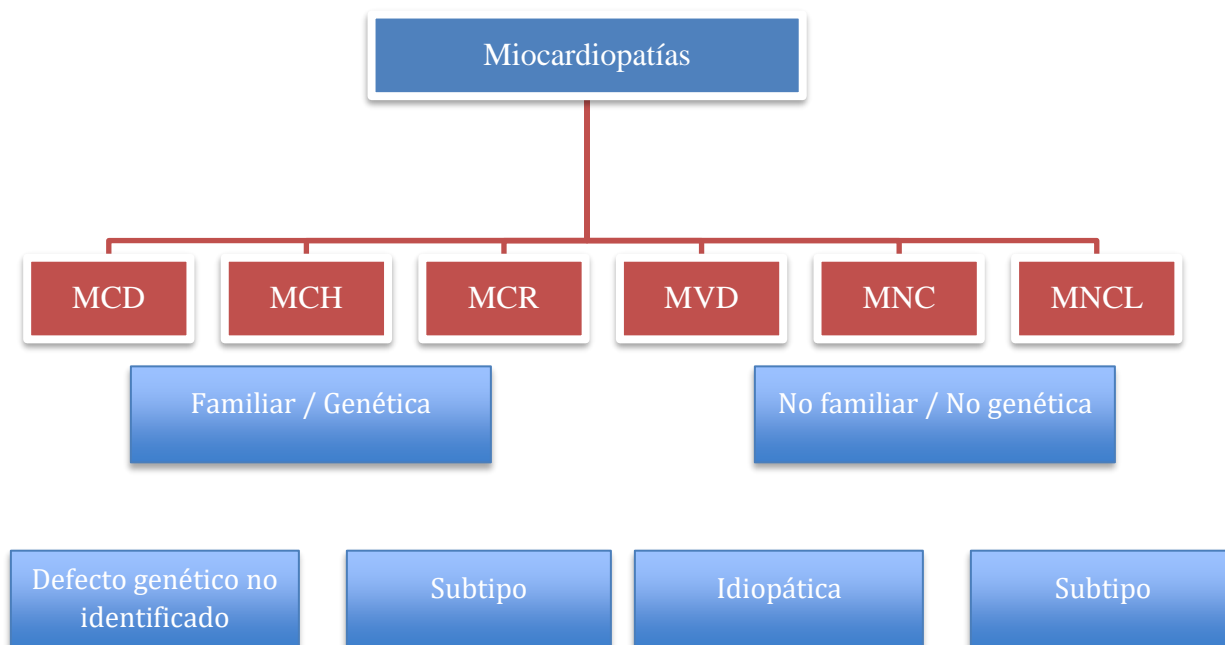 Miocardiopatías
MCD
MCH
MCR
MVD
MNC
MNCL
Familiar / Genética
No familiar / No genética
Defecto genético no
identificado
Subtipo
Idiopática
Subtipo